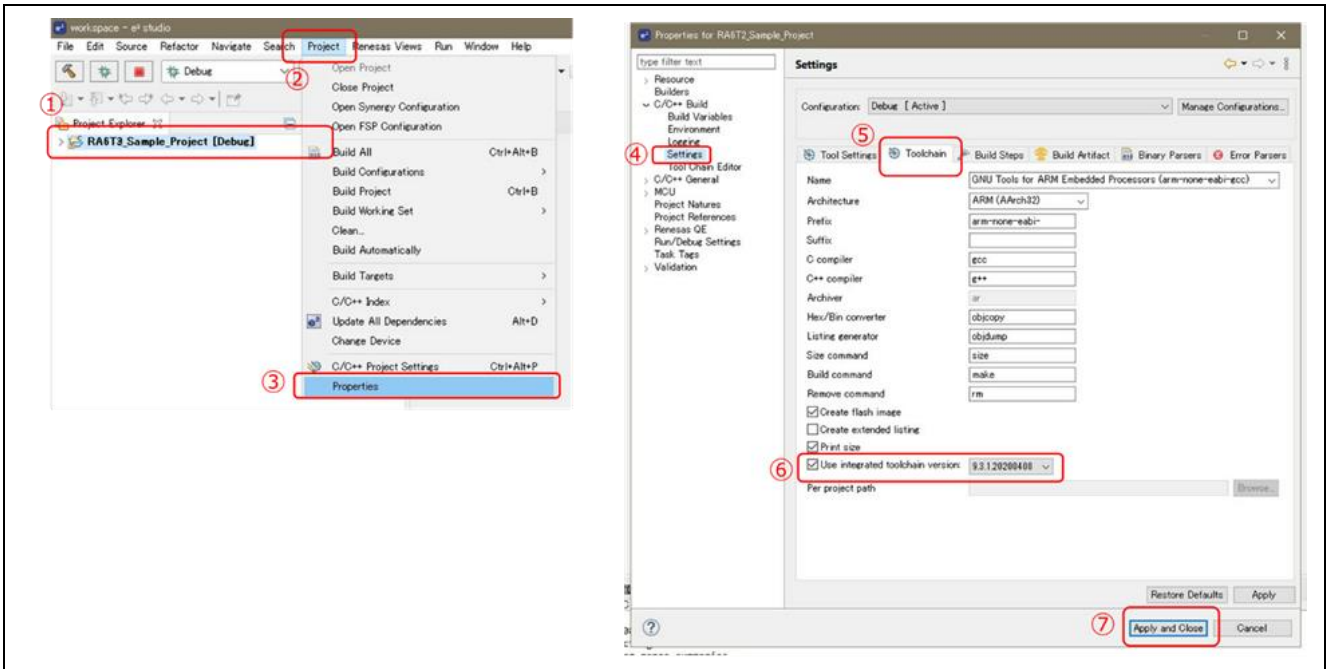 workspace - e² studio
File Edit Source Refactor Navigate Search Project Renesas Views Run Window Help
Debug
②
①
Project Explorer
RA6T3_Sample_Project [Debug]
Open Project
Close Project
Open Synergy Configuration
Open FSP Configuration
Build All Ctrl+Alt+B
Build Configurations
Build Project Ctrl+B
Build Working Set
Clean...
Build Automatically
Build Targets
C/C++ Index
Update All Dependencies Alt+D
Change Device
C/C++ Project Settings Ctrl+Alt+P
③
Properties
Properties for RA6T2_Sample_Project
type filter text
Resource
Builders
C/C++ Build
Build Variables
Environment
Logging
④
Settings
Tool Chain Editor
C/C++ General
MCU
Project Natures
Project References
Renesas QE
Run/Debug Settings
Task Tags
Validation
Settings
Configuration: Debug [ Active ] Manage Configurations...
⑤
Tool Settings Toolchain Build Steps Build Artifact Binary Parsers Error Parsers
Name GNU Tools for ARM Embedded Processors (arm-none-eabi-gcc)
Architecture ARM (AArch32)
Prefix arm-none-eabi-
Suffix
C compiler gcc
C++ compiler g++
Archiver ar
Hex/Bin converter objcopy
Listing generator objdump
Size command size
Build command make
Remove command rm
Create flash image
Create extended listing
Print size
⑥
Use integrated toolchain version: 9.3.1.20200408
Per project path Browse...
Restore Defaults Apply
⑦
Apply and Close Cancel